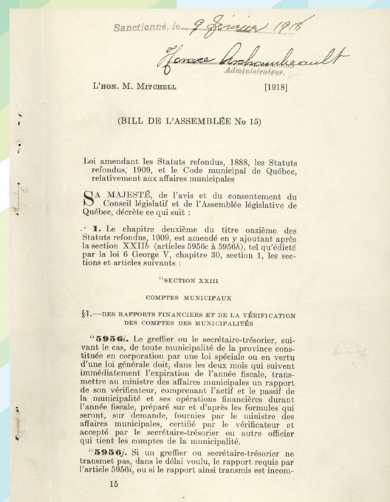 Sanctionné, le 9 février 1918
Horace Archambeault
Administrateur.
L'HON. M. MITCHELL [1918]
(BILL DE L'ASSEMBLÉE No 15)
Loi amendant les Statuts refondus, 1888, les Statuts
refondus, 1909, et le Code municipal de Québec,
relativement aux affaires municipales
SA MAJESTÉ, de l'avis et du consentement du
Conseil législatif et de l'Assemblée législative de
Québec, décrète ce qui suit :
1. Le chapitre deuxième du titre onzième des
Statuts refondus, 1909, est amendé en y ajoutant après
la section XXIIb (articles 5956c à 5956h), tel qu'édicté
par la loi 6 George V, chapitre 30, section 1, les sec-
tions et articles suivants :
"SECTION XXIII
COMPTES MUNICIPAUX
§1.—DES RAPPORTS FINANCIERS ET DE LA VÉRIFICATION
DES COMPTES DES MUNICIPALITÉS
"5956i. Le greffier ou le secrétaire-trésorier, sui-
vant le cas, de toute municipalité de la province cons-
tituée en corporation par une loi spéciale ou en vertu
d'une loi générale doit, dans les deux mois qui suivent
immédiatement l'expiration de l'année fiscale, trans-
mettre au ministre des affaires municipales un rapport
de son vérificateur, comprenant l'actif et le passif de
la municipalité et ses opérations financières durant
l'année fiscale, préparé sur et d'après les formules qui
seront, sur demande, fournies par le ministre des
affaires municipales, certifié par le vérificateur et
accepté par le secrétaire-trésorier ou autre officier
qui tient les comptes de la municipalité.
"5956j. Si un greffier ou secrétaire-trésorier ne
transmet pas, dans le délai voulu, le rapport requis par
l'article 5956i, ou si le rapport ainsi transmis est incom-
15